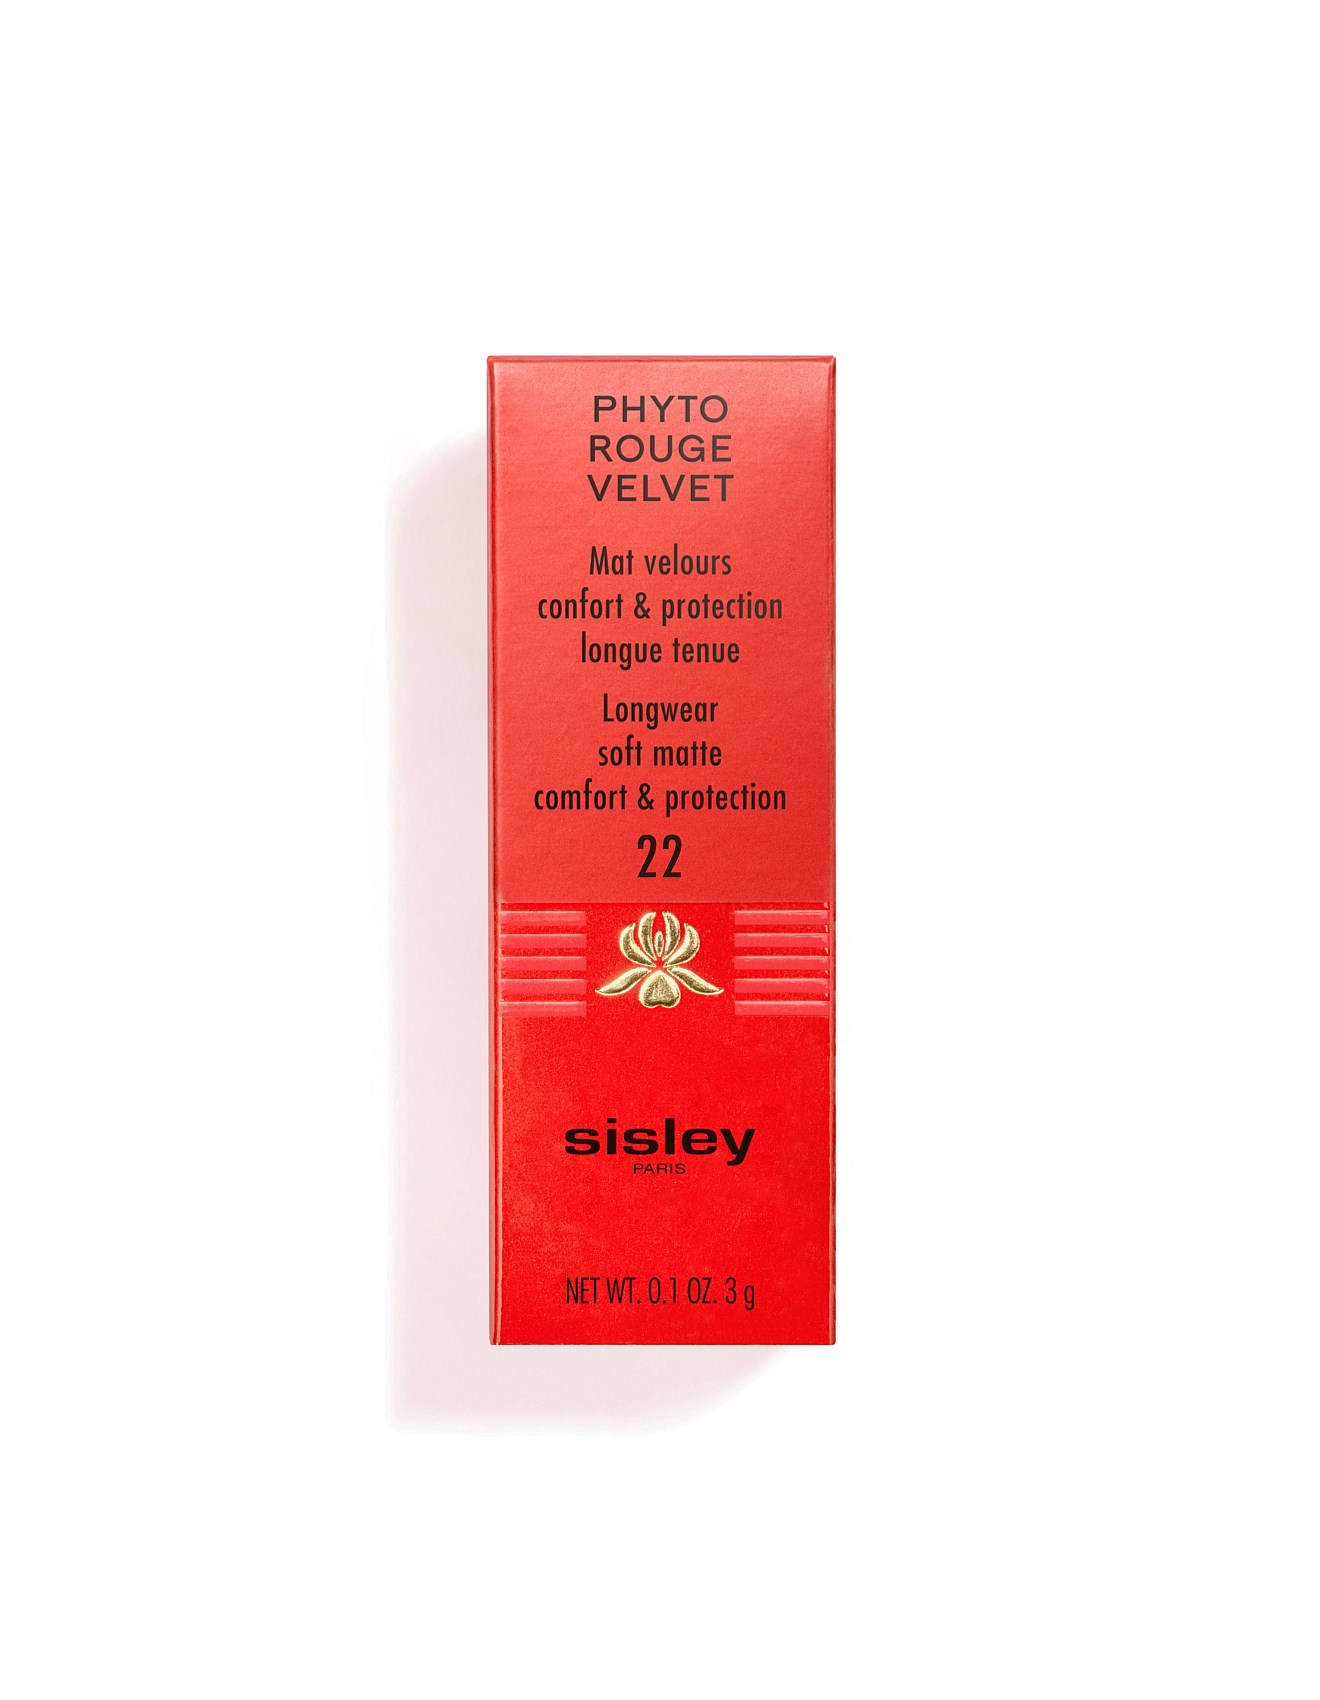 PHYTO
ROUGE
VELVET
Mat velours
confort & protection
longue tenue
Longwear
soft matte
comfort & protection
22
sisley
PARIS
NET WT. 0.1 OZ. 3 g